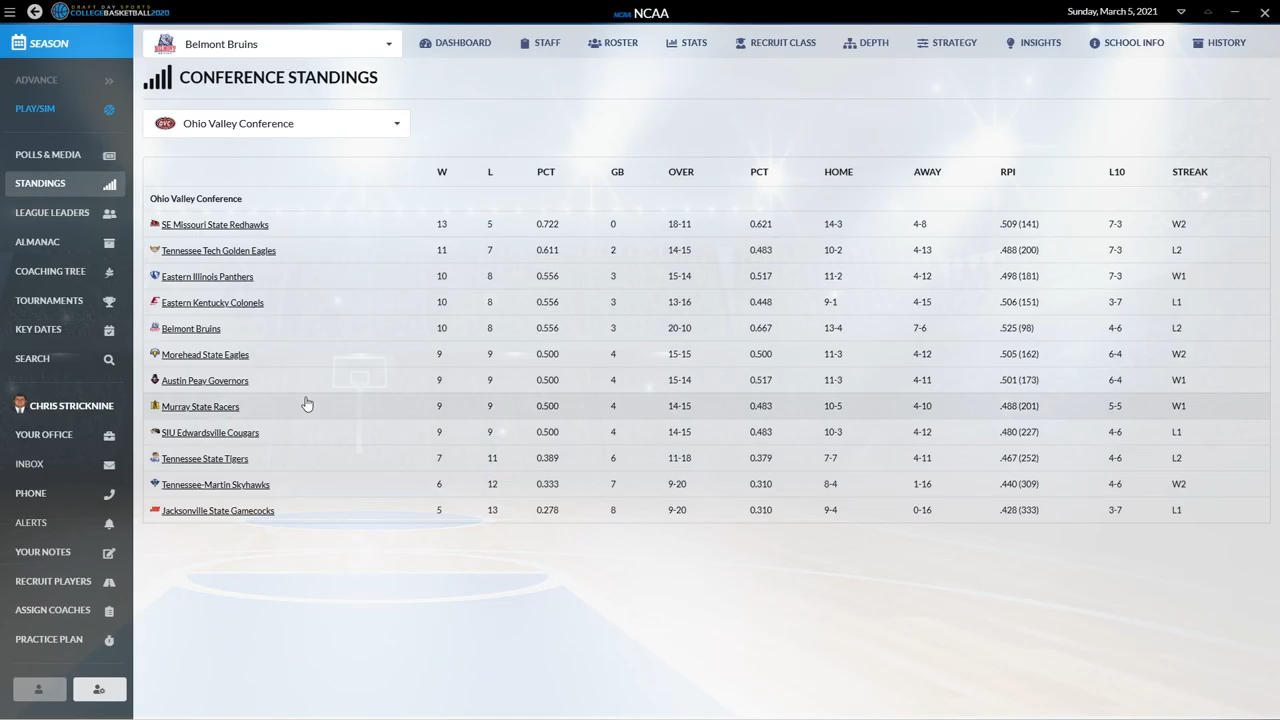 DRAFT DAY SPORTS
COLLEGE BASKETBALL 2020
NCAA NCAA
Sunday, March 5, 2021
SEASON
Belmont Bruins
DASHBOARD STAFF ROSTER STATS RECRUIT CLASS DEPTH STRATEGY INSIGHTS SCHOOL INFO HISTORY
ADVANCE
PLAY/SIM
POLLS & MEDIA
STANDINGS
LEAGUE LEADERS
ALMANAC
COACHING TREE
TOURNAMENTS
KEY DATES
SEARCH
CHRIS STRICKNINE
YOUR OFFICE
INBOX
PHONE
ALERTS
YOUR NOTES
RECRUIT PLAYERS
ASSIGN COACHES
PRACTICE PLAN
CONFERENCE STANDINGS
OVC Ohio Valley Conference
W L PCT GB OVER PCT HOME AWAY RPI L10 STREAK
Ohio Valley Conference
SE Missouri State Redhawks 13 5 0.722 0 18-11 0.621 14-3 4-8 .509 (141) 7-3 W2
Tennessee Tech Golden Eagles 11 7 0.611 2 14-15 0.483 10-2 4-13 .488 (200) 7-3 L2
Eastern Illinois Panthers 10 8 0.556 3 15-14 0.517 11-2 4-12 .498 (181) 7-3 W1
Eastern Kentucky Colonels 10 8 0.556 3 13-16 0.448 9-1 4-15 .506 (151) 3-7 L1
Belmont Bruins 10 8 0.556 3 20-10 0.667 13-4 7-6 .525 (98) 4-6 L2
Morehead State Eagles 9 9 0.500 4 15-15 0.500 11-3 4-12 .505 (162) 6-4 W2
Austin Peay Governors 9 9 0.500 4 15-14 0.517 11-3 4-11 .501 (173) 6-4 W1
Murray State Racers 9 9 0.500 4 14-15 0.483 10-5 4-10 .488 (201) 5-5 W1
SIU Edwardsville Cougars 9 9 0.500 4 14-15 0.483 10-3 4-12 .480 (227) 4-6 L1
Tennessee State Tigers 7 11 0.389 6 11-18 0.379 7-7 4-11 .467 (252) 4-6 L2
Tennessee-Martin Skyhawks 6 12 0.333 7 9-20 0.310 8-4 1-16 .440 (309) 4-6 W2
Jacksonville State Gamecocks 5 13 0.278 8 9-20 0.310 9-4 0-16 .428 (333) 3-7 L1